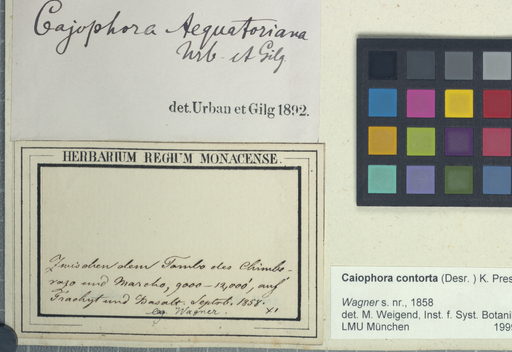 Cajophora Aequatoriana
Urb. et Gilg
det. Urban et Gilg 1892.
HERBARIUM REGIUM MONACENSE.
Zwischen dem Tambo des Chimbo-
razo und Mocha, 9000-12,000', auf
Trachyt und Basalt. Septbr. 1858.
Wagner. XI
Caiophora contorta (Desr. ) K. Pres
Wagner s. nr., 1858
det. M. Weigend, Inst. f. Syst. Botani
LMU München 199